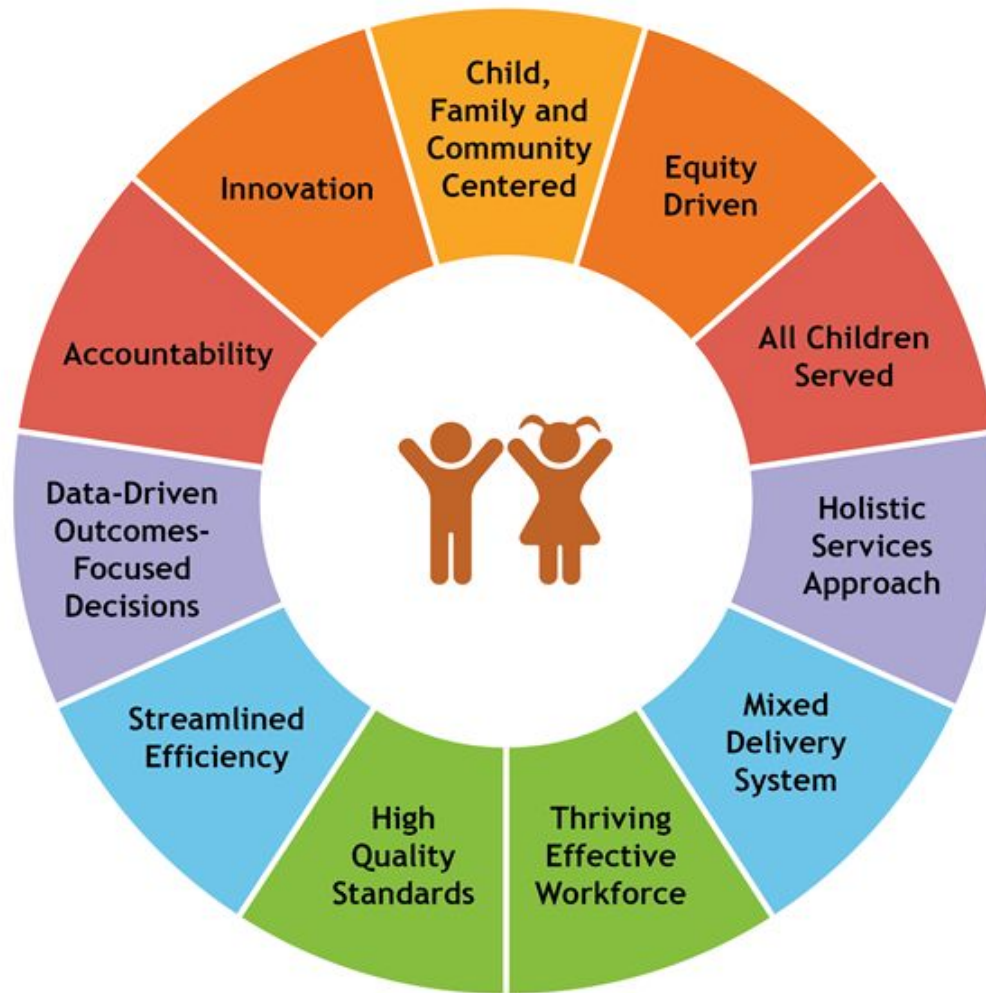 Child,
Family and
Community
Centered
Equity
Driven
All Children
Served
Holistic
Services
Approach
Mixed
Delivery
System
Thriving
Effective
Workforce
High
Quality
Standards
Streamlined
Efficiency
Data-Driven
Outcomes-
Focused
Decisions
Accountability
Innovation